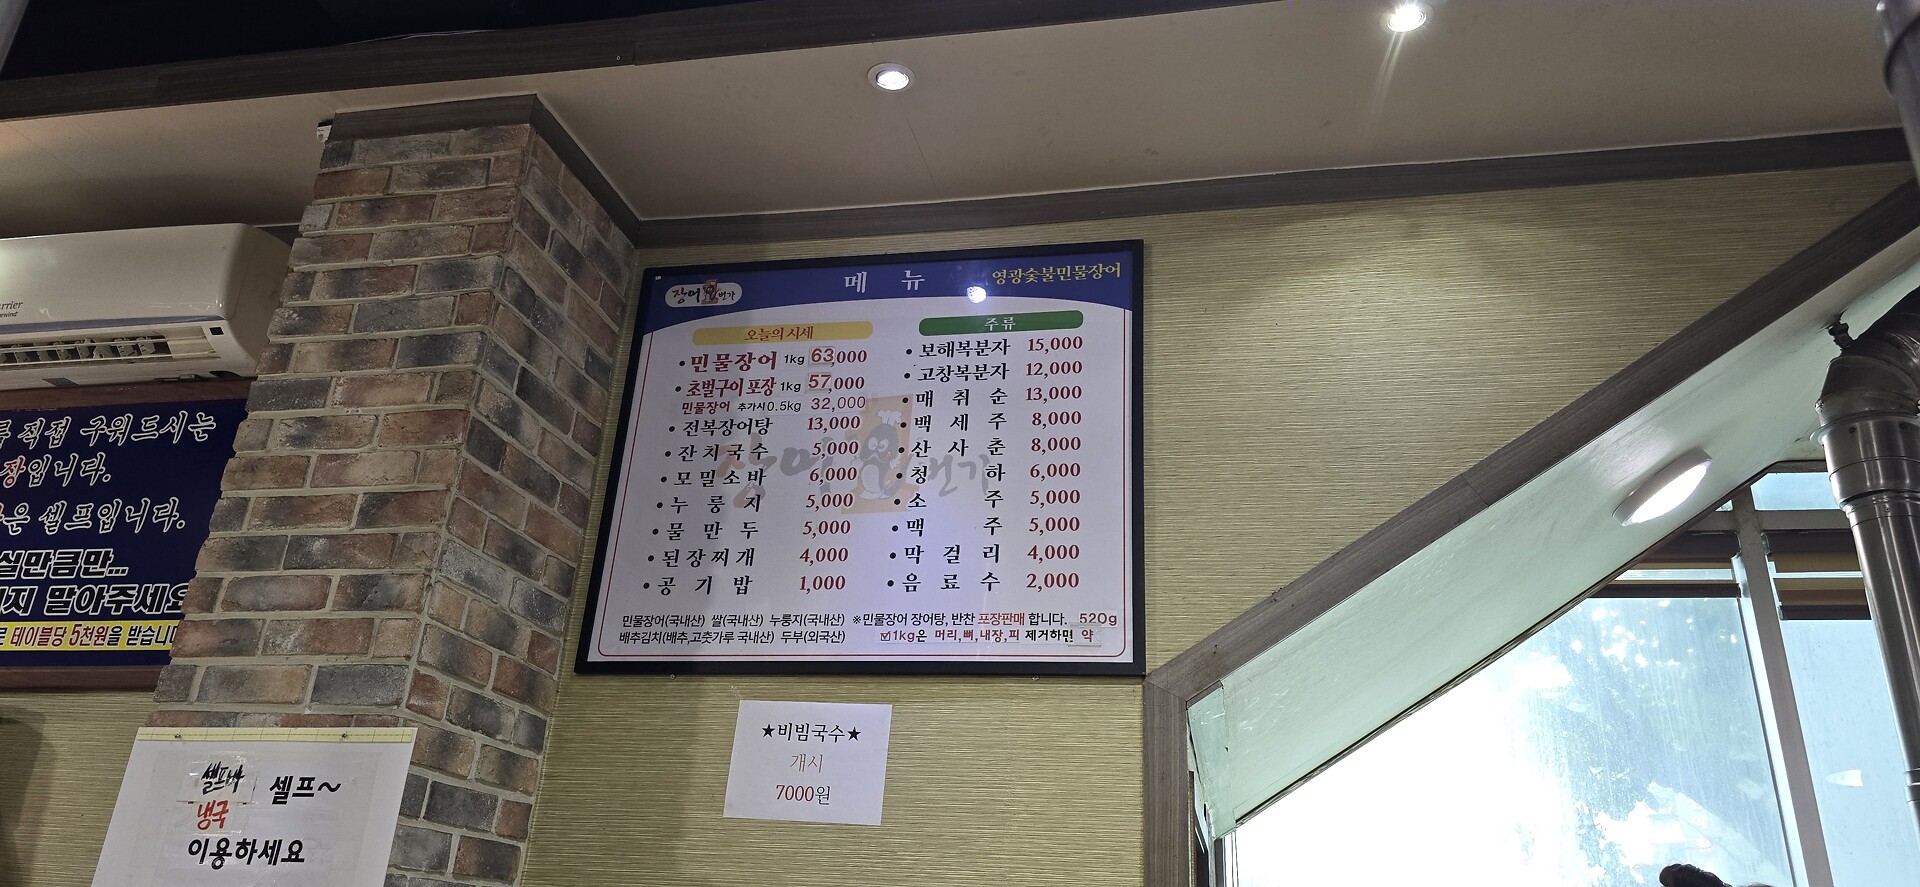 메뉴
영광숯불민물장어
장어 번가
오늘의 시세
민물장어 1kg 63,000
초벌구이 포장 1kg 57,000
민물장어 추가시 0.5kg 32,000
전복장어탕 13,000
잔치국수 5,000
모밀소바 6,000
누룽지 5,000
물만두 5,000
된장찌개 4,000
공기밥 1,000
주류
보해복분자 15,000
고창복분자 12,000
매취순 13,000
백세주 8,000
산사춘 8,000
청하 6,000
소주 5,000
맥주 5,000
막걸리 4,000
음료수 2,000
민물장어(국내산) 쌀(국내산) 누룽지(국내산) ※민물장어 장어탕, 반찬 포장판매 합니다.
배추김치(배추,고춧가루 국내산) 두부(외국산)
☑1kg은 머리,뼈,내장,피 제거하면 약 520g
★비빔국수★
개시
7000원
직접 구워드시는
장입니다.
은 셀프입니다.
실만큼만...
지 말아주세요
테이블당 5천원을 받습니다
셀프바 셀프~
냉국
이용하세요